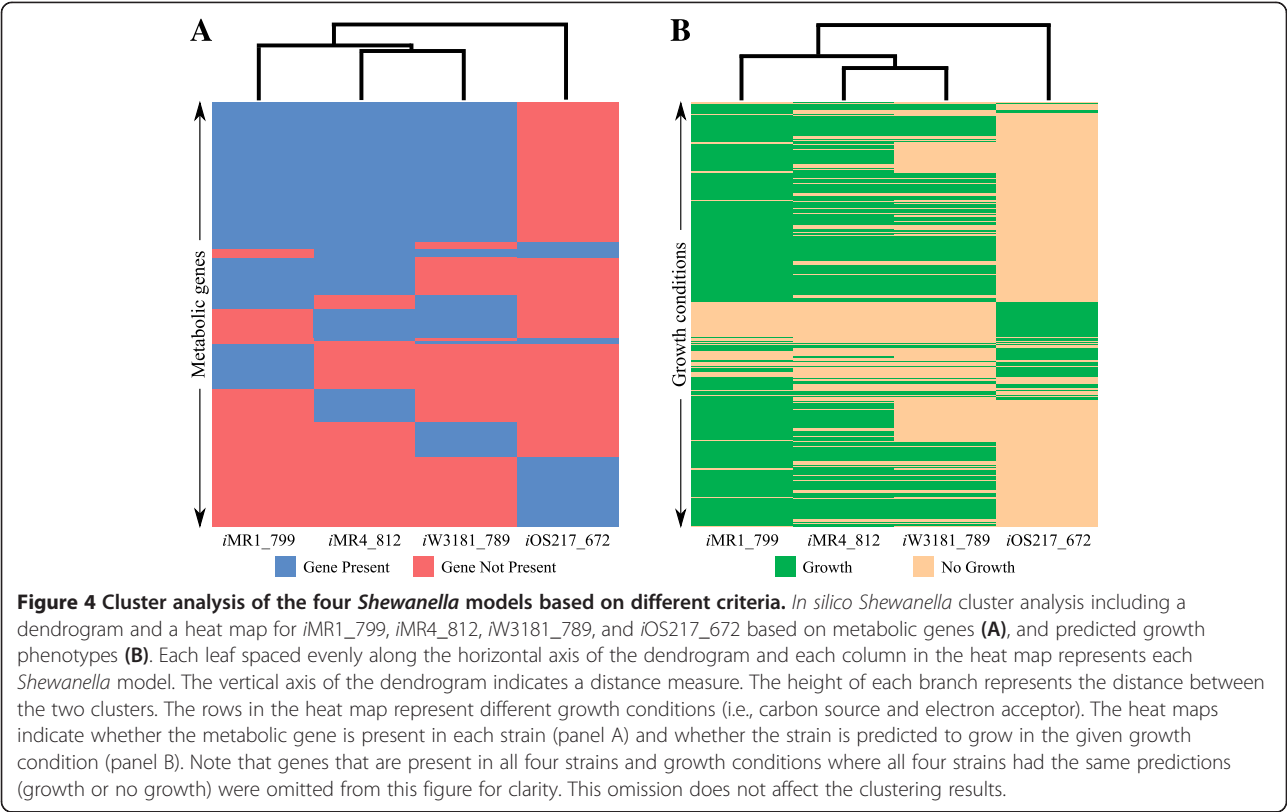 A
B
Metabolic genes
Growth conditions
iMR1_799 iMR4_812 iW3181_789 iOS217_672
iMR1_799 iMR4_812 iW3181_789 iOS217_672
Gene Present Gene Not Present
Growth No Growth
Figure 4 Cluster analysis of the four Shewanella models based on different criteria. In silico Shewanella cluster analysis including a
dendrogram and a heat map for iMR1_799, iMR4_812, iW3181_789, and iOS217_672 based on metabolic genes (A), and predicted growth
phenotypes (B). Each leaf spaced evenly along the horizontal axis of the dendrogram and each column in the heat map represents each
Shewanella model. The vertical axis of the dendrogram indicates a distance measure. The height of each branch represents the distance between
the two clusters. The rows in the heat map represent different growth conditions (i.e., carbon source and electron acceptor). The heat maps
indicate whether the metabolic gene is present in each strain (panel A) and whether the strain is predicted to grow in the given growth
condition (panel B). Note that genes that are present in all four strains and growth conditions where all four strains had the same predictions
(growth or no growth) were omitted from this figure for clarity. This omission does not affect the clustering results.